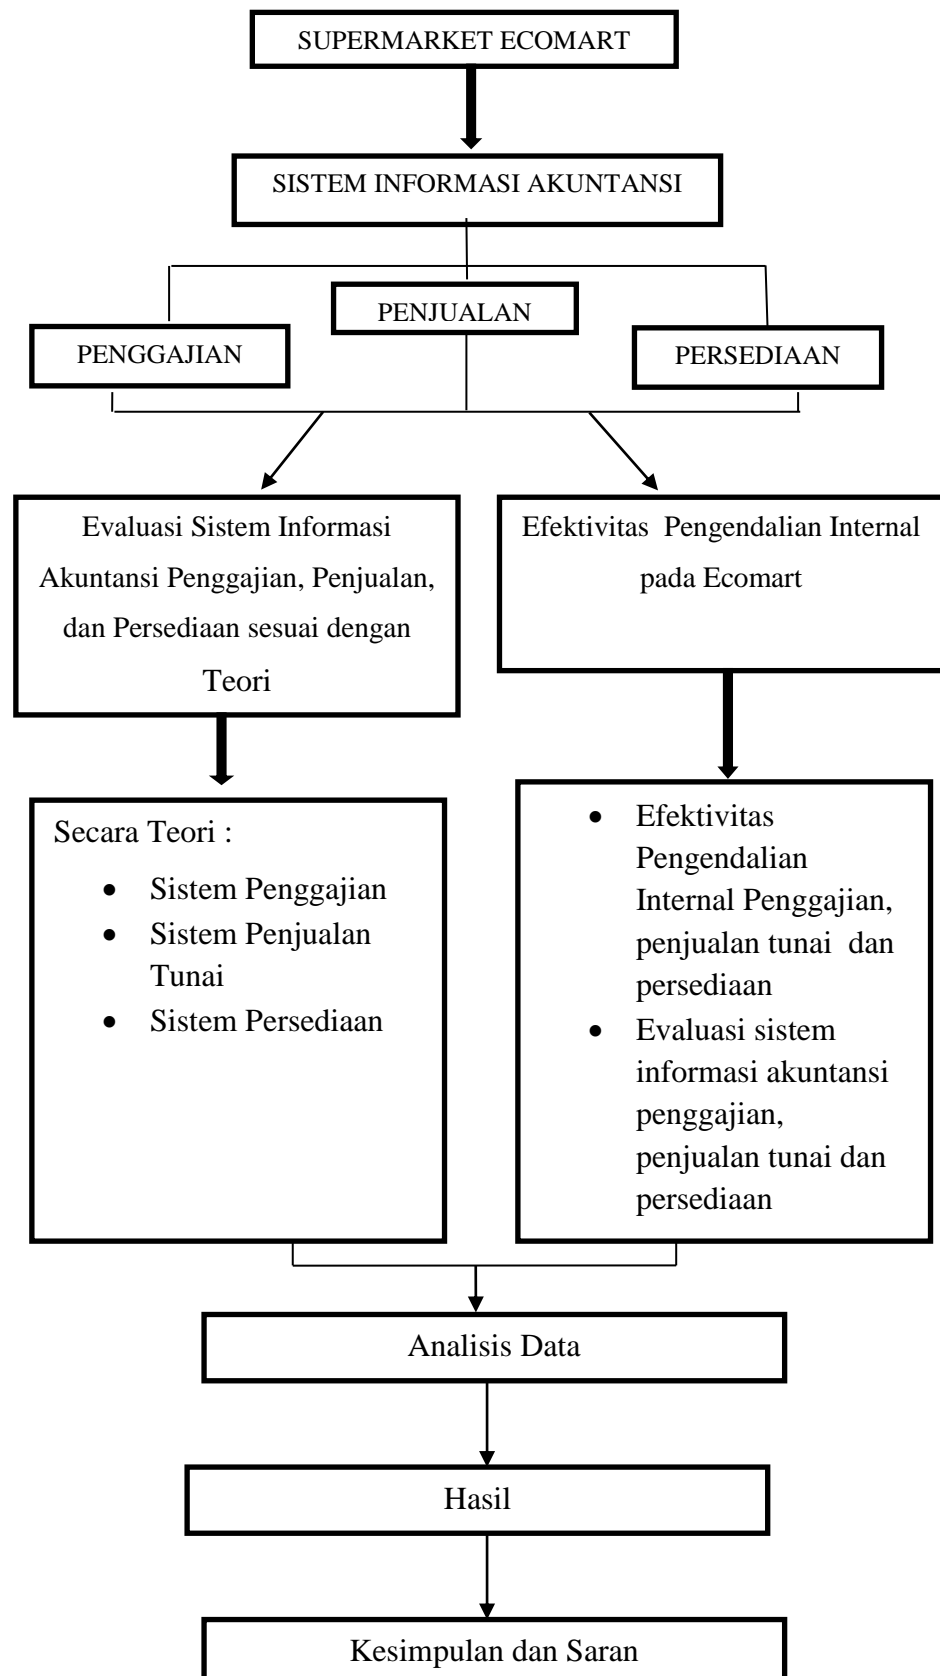 SUPERMARKET ECOMART
SISTEM INFORMASI AKUNTANSI
PENJUALAN
PENGGAJIAN
PERSEDIAAN
Evaluasi Sistem Informasi
Akuntansi Penggajian, Penjualan,
dan Persediaan sesuai dengan
Teori
Efektivitas  Pengendalian Internal
pada Ecomart
Secara Teori :
• Sistem Penggajian
• Sistem Penjualan
Tunai
• Sistem Persediaan
• Efektivitas
Pengendalian
Internal Penggajian,
penjualan tunai  dan
persediaan
• Evaluasi sistem
informasi akuntansi
penggajian,
penjualan tunai dan
persediaan
Analisis Data
Hasil
Kesimpulan dan Saran